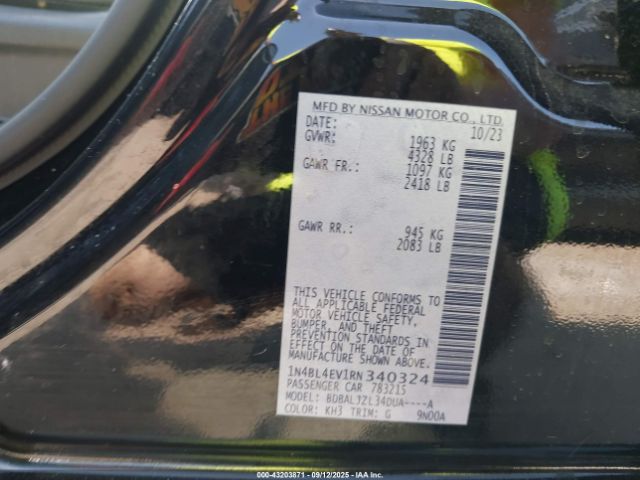 MFD BY NISSAN MOTOR CO., LTD
DATE: 10/23
GVWR: 1963 KG
4328 LB
GAWR FR.: 1097 KG
2418 LB
GAWR RR.: 945 KG
2083 LB
THIS VEHICLE CONFORMS TO
ALL APPLICABLE FEDERAL
MOTOR VEHICLE SAFETY,
BUMPER, AND THEFT
PREVENTION STANDARDS
IN EFFECT ON THE DATE OF
MANUFACTURE SHOWN ABOVE.
1N4BL4EV1RN340324
PASSENGER CAR 783215
MODEL: BDBALJZL34DUA----A
COLOR: KH3 TRIM: G 9N00A
000-43203871 - 09/12/2025 - IAA Inc.